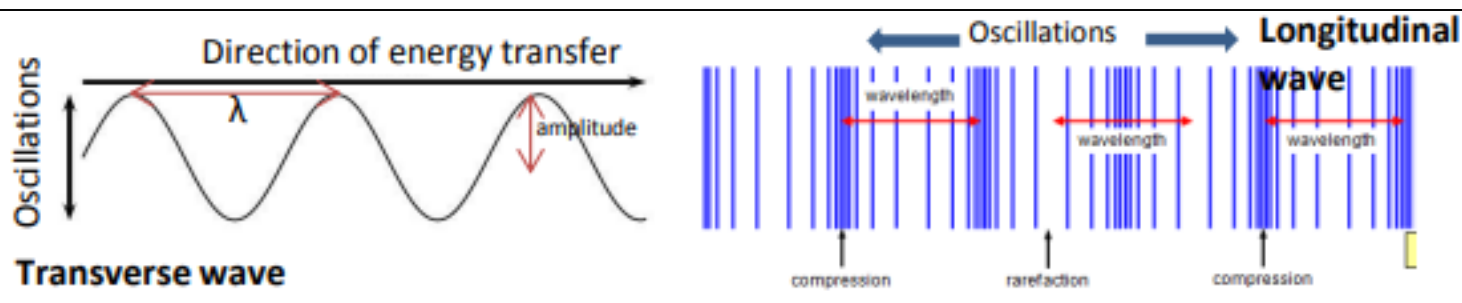 Direction of energy transfer
Oscillations
λ
amplitude
Transverse wave
Oscillations
Longitudinal
wave
wavelength
wavelength
wavelength
compression
rarefaction
compression